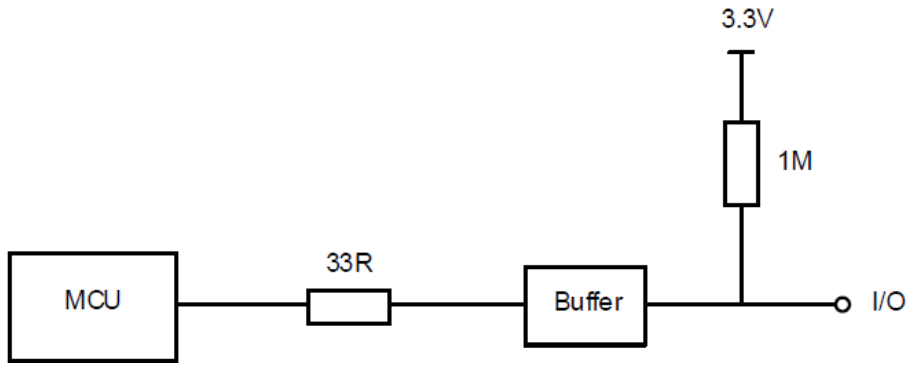 3.3V
1M
33R
MCU
Buffer
I/O